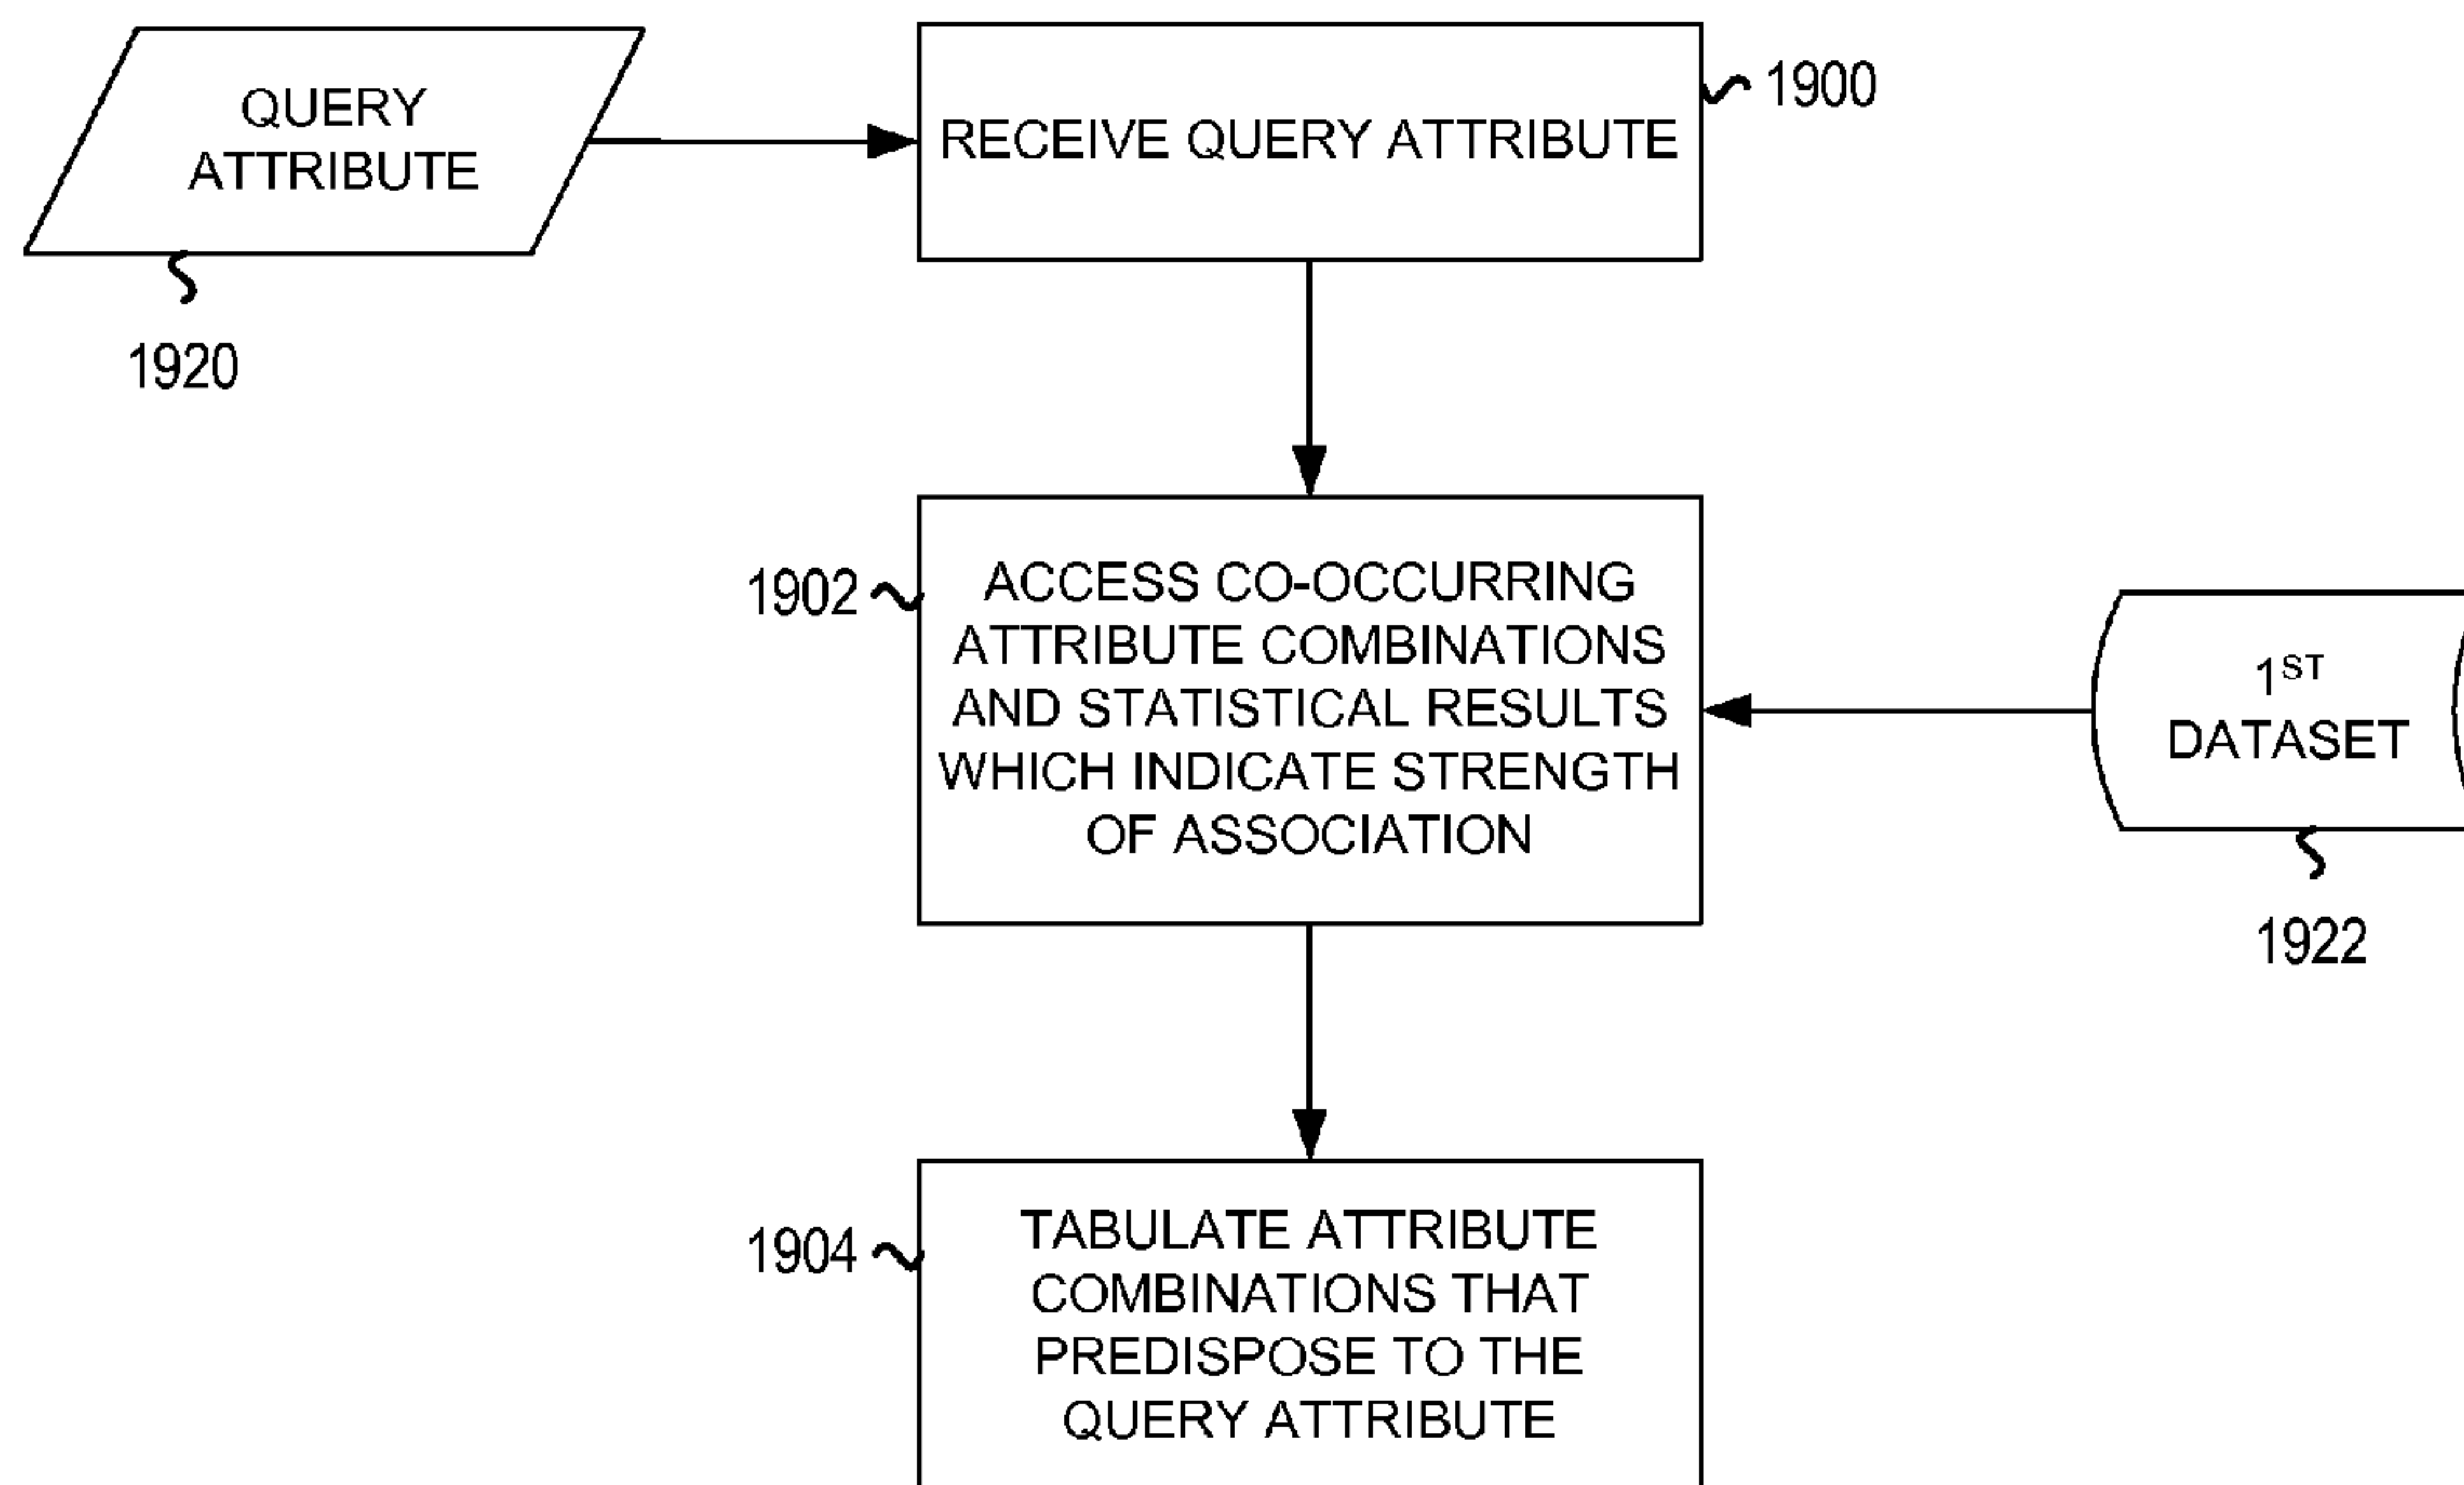 QUERY
ATTRIBUTE
1920
RECEIVE QUERY ATTRIBUTE
1900
1902
ACCESS CO-OCCURRING
ATTRIBUTE COMBINATIONS
AND STATISTICAL RESULTS
WHICH INDICATE STRENGTH
OF ASSOCIATION
1ST
DATASET
1922
1904
TABULATE ATTRIBUTE
COMBINATIONS THAT
PREDISPOSE TO THE
QUERY ATTRIBUTE